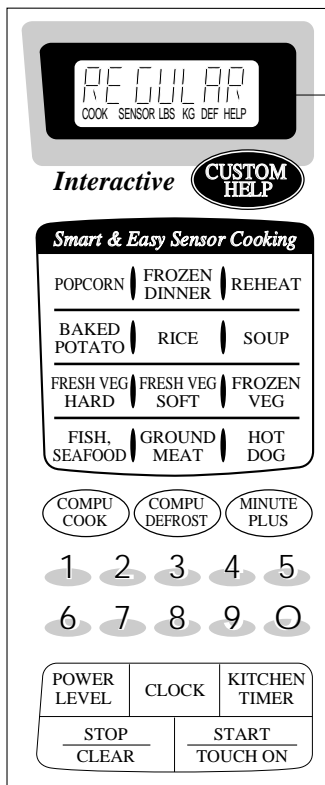 REGULAR
COOK SENSOR LBS KG DEF HELP
Interactive
CUSTOM
HELP
Smart & Easy Sensor Cooking
POPCORN
FROZEN
DINNER
REHEAT
BAKED
POTATO
RICE
SOUP
FRESH VEG
HARD
FRESH VEG
SOFT
FROZEN
VEG
FISH,
SEAFOOD
GROUND
MEAT
HOT
DOG
COMPU
COOK
COMPU
DEFROST
MINUTE
PLUS
1 2 3 4 5
6 7 8 9 0
POWER
LEVEL
CLOCK
KITCHEN
TIMER
STOP
CLEAR
START
TOUCH ON